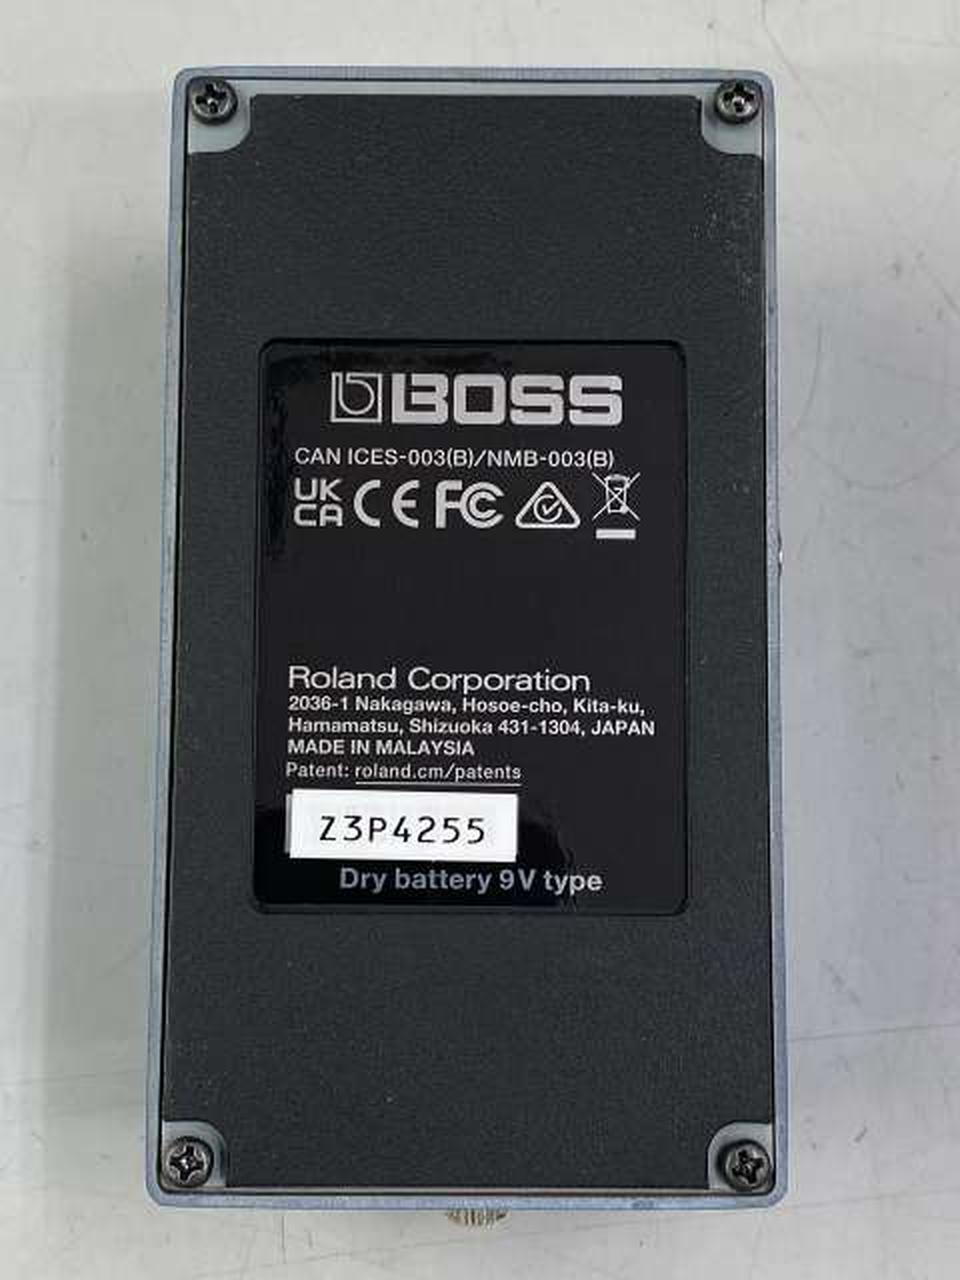 BOSS
CAN ICES-003(B)/NMB-003(B)
UK
CA CE FC
Roland Corporation
2036-1 Nakagawa, Hosoe-cho, Kita-ku,
Hamamatsu, Shizuoka 431-1304, JAPAN
MADE IN MALAYSIA
Patent: roland.cm/patents
Z3P4255
Dry battery 9V type